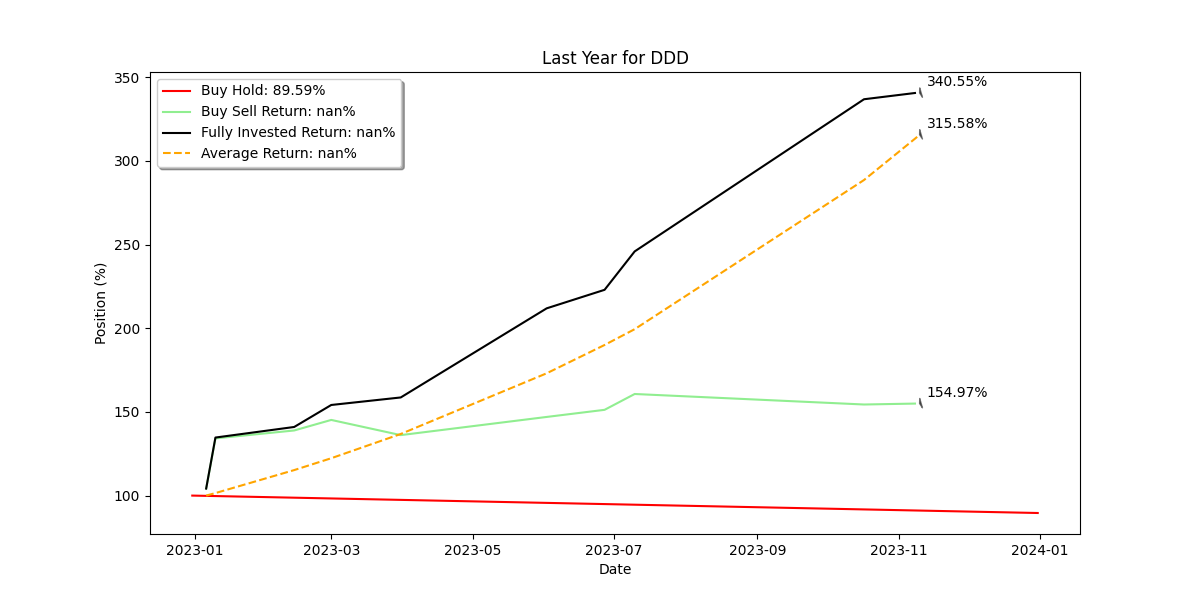 Last Year for DDD
Buy Hold: 89.59%
Buy Sell Return: nan%
Fully Invested Return: nan%
Average Return: nan%
340.55%
315.58%
154.97%
Position (%)
350
300
250
200
150
100
2023-01
2023-03
2023-05
2023-07
2023-09
2023-11
2024-01
Date